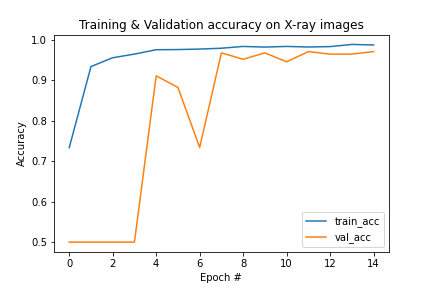 Training & Validation accuracy on X-ray images
1.0
0.9
0.8
0.7
0.6
0.5
Accuracy
0 2 4 6 8 10 12 14
Epoch #
train_acc
val_acc